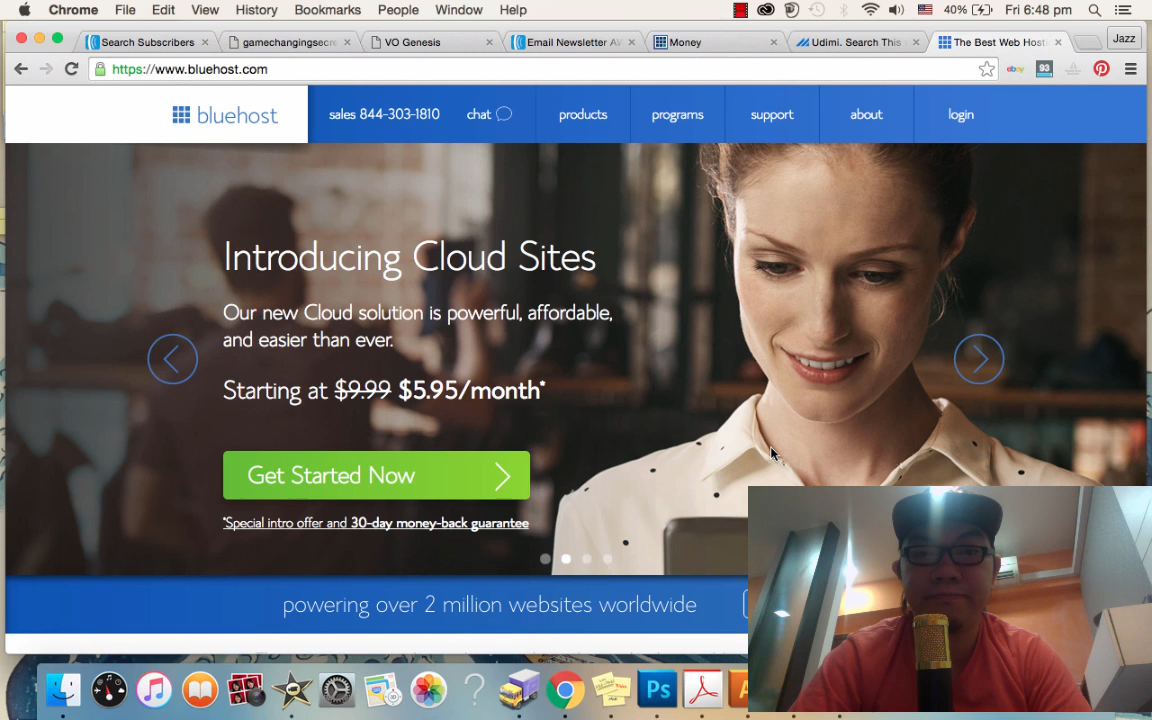 Chrome File Edit View History Bookmarks People Window Help 40% Fri 6:48 pm
Search Subscribers gamechangingsecre VO Genesis Email Newsletter AW Money Udimi. Search This The Best Web Host Jazz
https://www.bluehost.com ebay 93
bluehost sales 844-303-1810 chat products programs support about login
Introducing Cloud Sites
Our new Cloud solution is powerful, affordable,
and easier than ever.
Starting at $9.99 $5.95/month*
Get Started Now
*Special intro offer and 30-day money-back guarantee
powering over 2 million websites worldwide
Ps